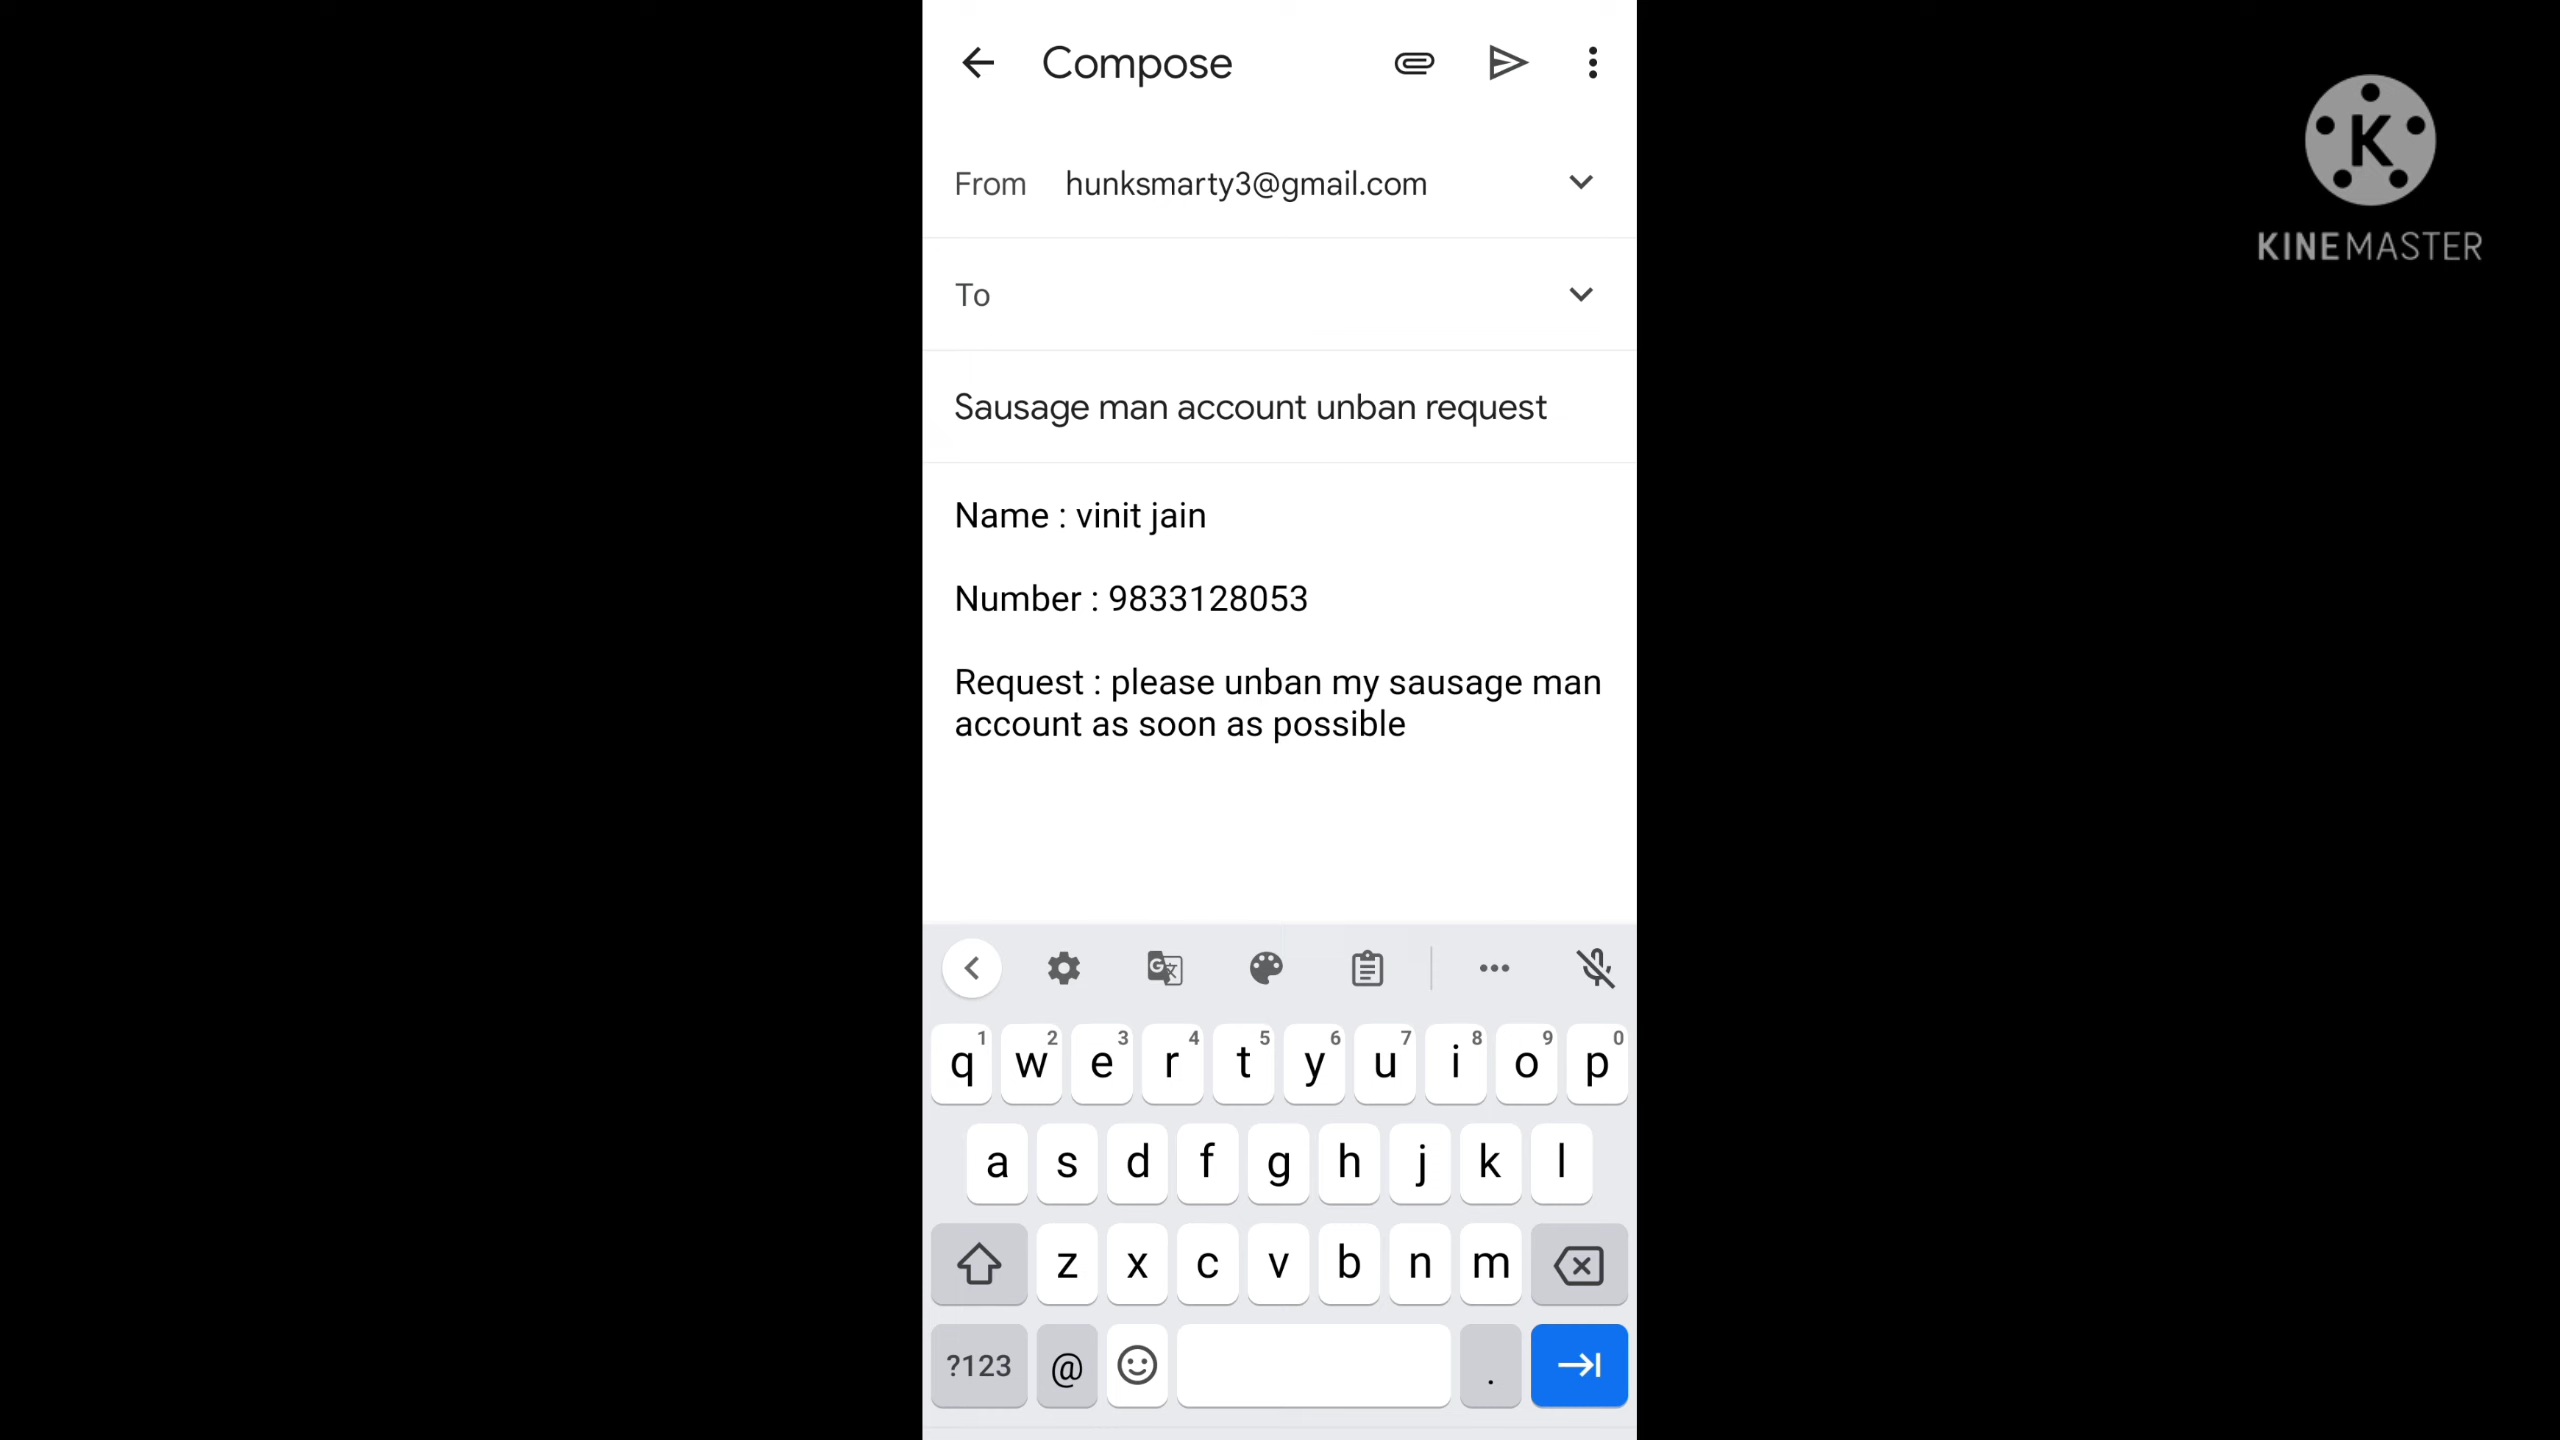 Compose
From hunksmarty3@gmail.com
To
Sausage man account unban request
Name : vinit jain
Number : 9833128053
Request : please unban my sausage man
account as soon as possible
K
KINEMASTER
G 文
1 2 3 4 5 6 7 8 9 0
q w e r t y u i o p
a s d f g h j k l
z x c v b n m
?123 @ .